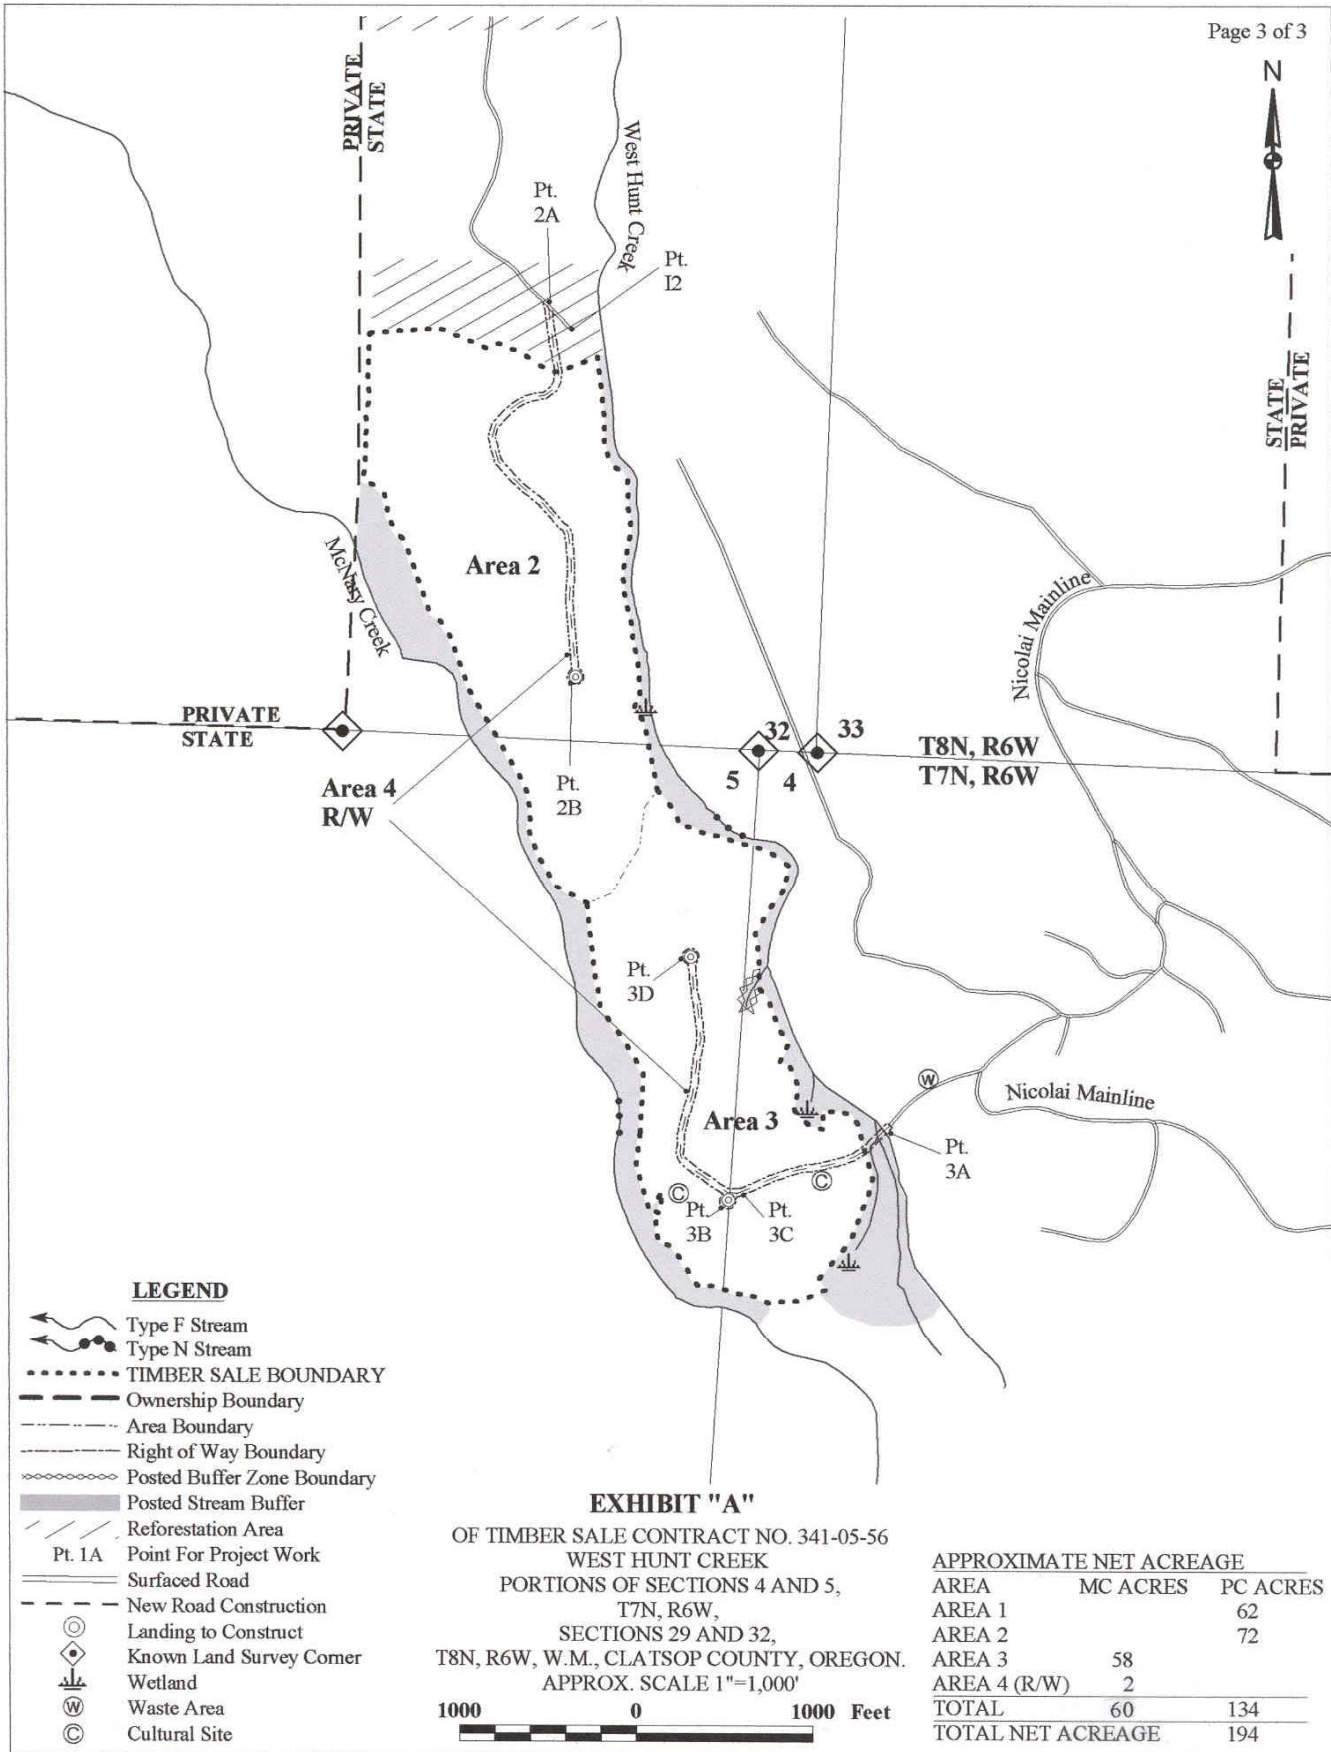 Page 3 of 3
N
PRIVATE
STATE
West Hunt Creek
Pt.
2A
Pt.
I2
STATE
PRIVATE
McNary Creek
Area 2
Nicolai Mainline
PRIVATE
STATE
32
33
5
4
T8N, R6W
T7N, R6W
Area 4
R/W
Pt.
2B
Pt.
3D
W
Nicolai Mainline
Area 3
Pt.
3A
C
C
Pt.
3B
Pt.
3C
LEGEND
Type F Stream
Type N Stream
TIMBER SALE BOUNDARY
Ownership Boundary
Area Boundary
Right of Way Boundary
Posted Buffer Zone Boundary
Posted Stream Buffer
Reforestation Area
Pt. 1A Point For Project Work
Surfaced Road
New Road Construction
Landing to Construct
Known Land Survey Corner
Wetland
W Waste Area
C Cultural Site
EXHIBIT "A"
OF TIMBER SALE CONTRACT NO. 341-05-56
WEST HUNT CREEK
PORTIONS OF SECTIONS 4 AND 5,
T7N, R6W,
SECTIONS 29 AND 32,
T8N, R6W, W.M., CLATSOP COUNTY, OREGON.
APPROX. SCALE 1"=1,000'
1000 0 1000 Feet
APPROXIMATE NET ACREAGE
AREA MC ACRES PC ACRES
AREA 1 62
AREA 2 72
AREA 3 58
AREA 4 (R/W) 2
TOTAL 60 134
TOTAL NET ACREAGE 194